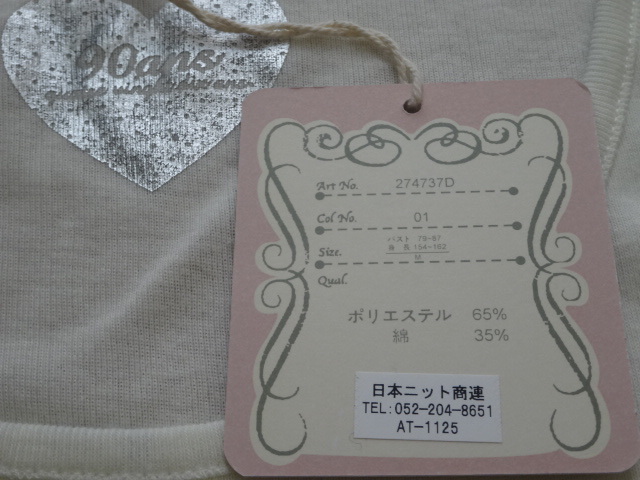 90ans
Art No. 274737D
Col No. 01
Size. バスト 79-87
身 長 154-162
M
Qual.
ポリエステル 65%
綿 35%
日本ニット商連
TEL:052-204-8651
AT-1125